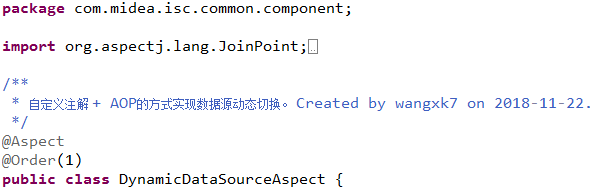 package com.midea.isc.common.component;
import org.aspectj.lang.JoinPoint;
/**
 * 自定义注解 + AOP的方式实现数据源动态切换。Created by wangxk7 on 2018-11-22.
 */
@Aspect
@Order(1)
public class DynamicDataSourceAspect {